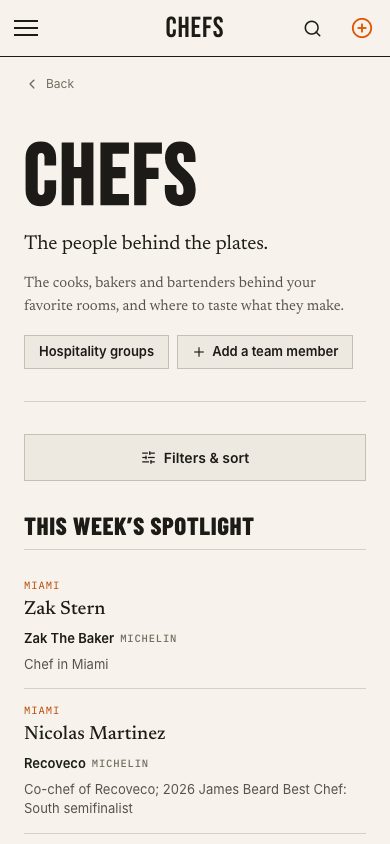 CHEFS
Back
CHEFS
The people behind the plates.
The cooks, bakers and bartenders behind your
favorite rooms, and where to taste what they make.
Hospitality groups
Add a team member
Filters & sort
THIS WEEK'S SPOTLIGHT
MIAMI
Zak Stern
Zak The Baker MICHELIN
Chef in Miami
MIAMI
Nicolas Martinez
Recoveco MICHELIN
Co-chef of Recoveco; 2026 James Beard Best Chef:
South semifinalist